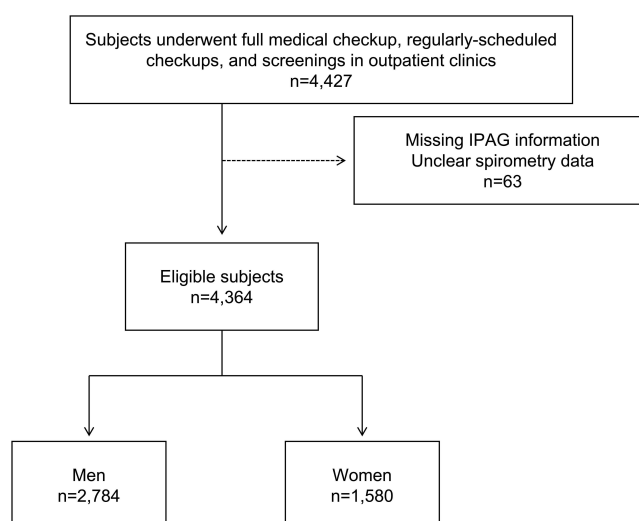 Subjects underwent full medical checkup, regularly-scheduled
checkups, and screenings in outpatient clinics
n=4,427
Missing IPAG information
Unclear spirometry data
n=63
Eligible subjects
n=4,364
Men
n=2,784
Women
n=1,580